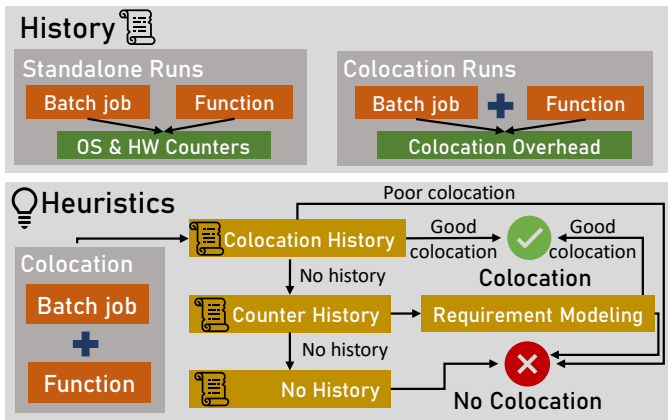 History
Standalone Runs
Batch job
Function
OS & HW Counters
Colocation Runs
Batch job
Function
Colocation Overhead
Heuristics
Colocation
Batch job
Function
Poor colocation
Colocation History
Good
colocation
Good
colocation
Colocation
No history
Counter History
Requirement Modeling
No history
No History
No Colocation